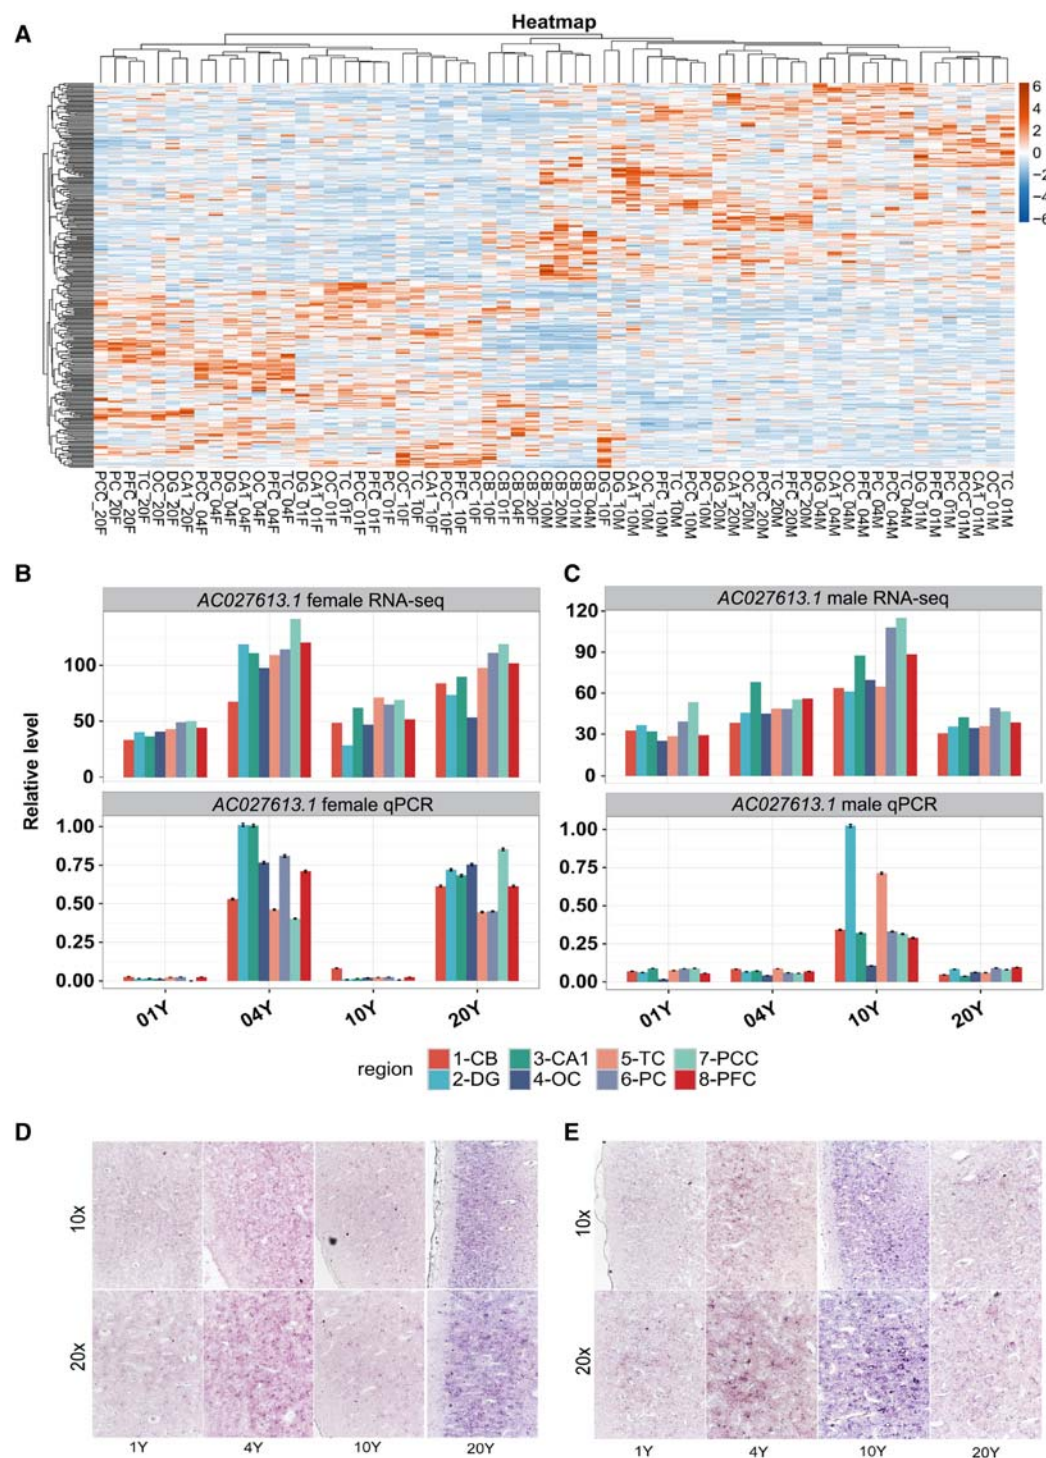 A
Heatmap
6
4
2
0
−2
−4
−6
PCC_20F
PC_20F
PFC_20F
TC_20F
OC_20F
DG_20F
CA1_20F
PCC_04F
PC_04F
DG_04F
CA1_04F
OC_04F
PFC_04F
TC_04F
DG_01F
CA1_01F
OC_01F
TC_01F
PCC_01F
PC_01F
PFC_01F
OC_10F
TC_10F
CA1_10F
PCC_10F
PFC_10F
PC_10F
CB_10F
CB_01F
CB_04F
CB_20F
CB_10M
CB_20M
CB_01M
CB_04M
DG_10F
DG_10M
CA1_10M
OC_10M
PFC_10M
TC_10M
PCC_10M
PC_10M
DG_20M
CA1_20M
OC_20M
PCC_20M
TC_20M
PC_20M
PFC_20M
DG_04M
CA1_04M
OC_04M
PFC_04M
PC_04M
PCC_04M
TC_04M
DG_01M
PFC_01M
PC_01M
PCC_01M
CA1_01M
OC_01M
TC_01M
B
AC027613.1 female RNA-seq
100
50
0
AC027613.1 female qPCR
1.00
0.75
0.50
0.25
0.00
01Y 04Y 10Y 20Y
Relative level
C
AC027613.1 male RNA-seq
120
90
60
30
0
AC027613.1 male qPCR
1.00
0.75
0.50
0.25
0.00
01Y 04Y 10Y 20Y
region
1-CB 3-CA1 5-TC 7-PCC
2-DG 4-OC 6-PC 8-PFC
D
10x
20x
1Y 4Y 10Y 20Y
E
10x
20x
1Y 4Y 10Y 20Y